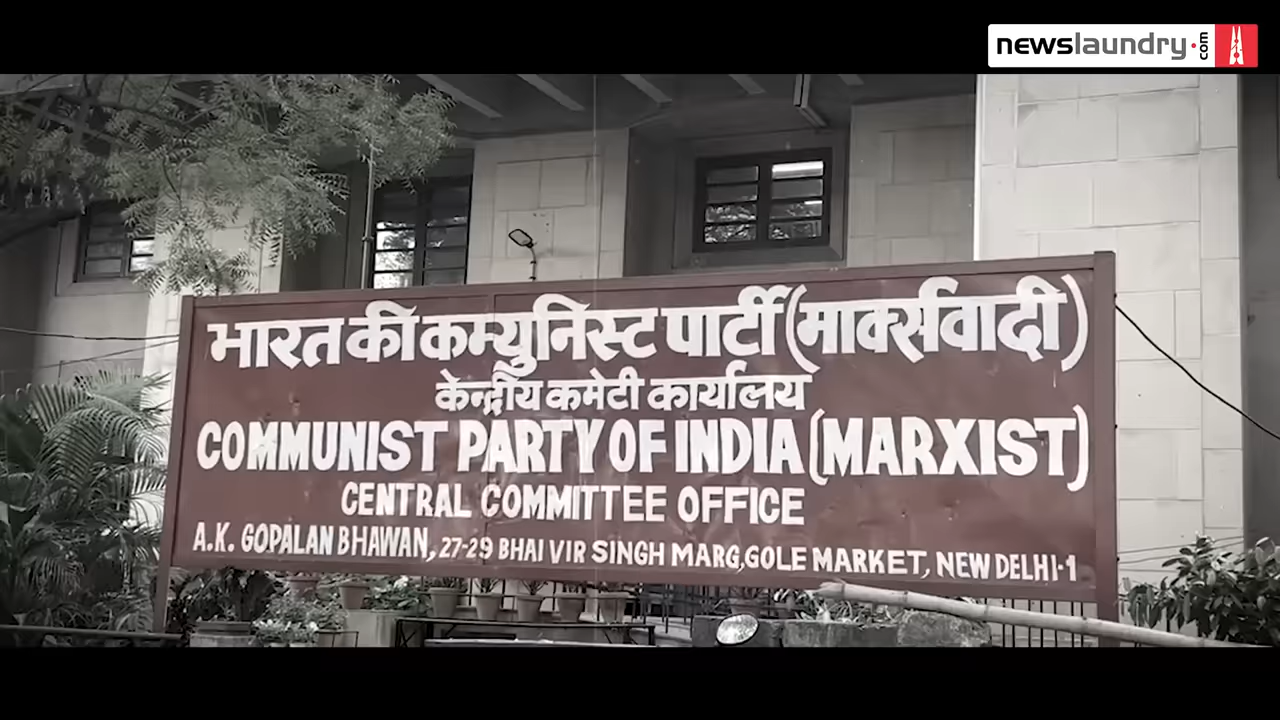 newslaundry.com
भारत की कम्युनिस्ट पार्टी (मार्क्सवादी)
केन्द्रीय कमेटी कार्यालय
COMMUNIST PARTY OF INDIA (MARXIST)
CENTRAL COMMITTEE OFFICE
A.K. GOPALAN BHAWAN, 27-29 BHAI VIR SINGH MARG, GOLE MARKET, NEW DELHI-1